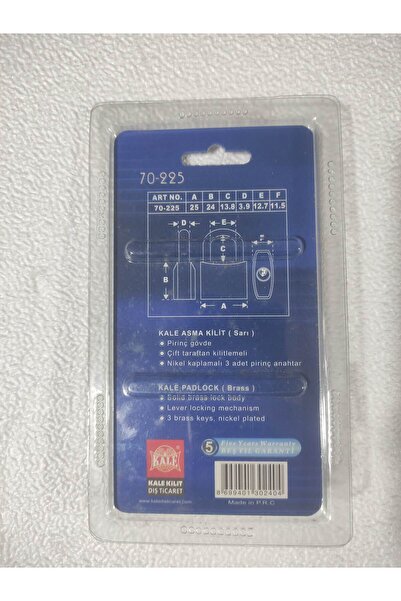 70-225
ART NO. A B C D E F
70-225 25 24 13.8 3.9 12.7 11.5
D E
C F
B
A
KALE ASMA KİLİT ( Sarı )
Pirinç gövde
Çift taraftan kilitlemeli
Nikel kaplamalı 3 adet pirinç anahtar
KALE PADLOCK ( Brass )
Solid brass lock body
Lever locking mechanism
3 brass keys, nickel plated
KALE
KALE KİLİT
DIŞ TİCARET
5 Five Years Warranty
BEŞ YIL GARANTİ
8 699401 302404
Made in P.R.C